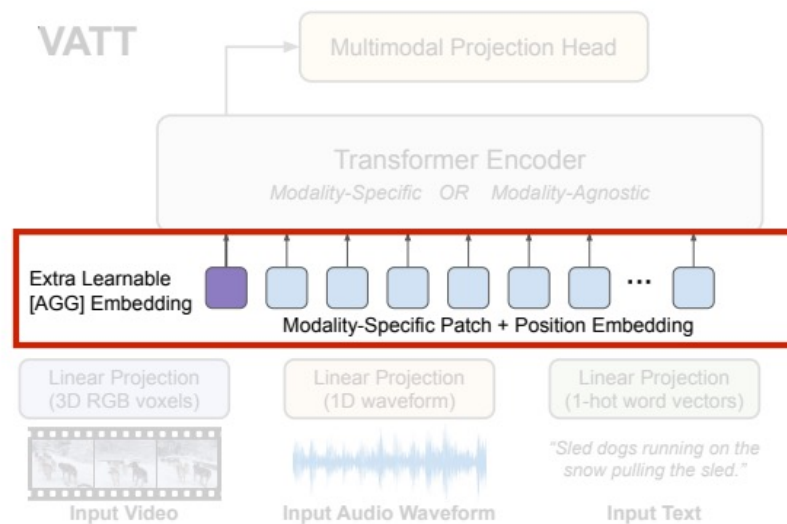 VATT
Multimodal Projection Head
Transformer Encoder
Modality-Specific OR Modality-Agnostic
Extra Learnable
[AGG] Embedding
...
Modality-Specific Patch + Position Embedding
Linear Projection
(3D RGB voxels)
Linear Projection
(1D waveform)
Linear Projection
(1-hot word vectors)
"Sled dogs running on the
snow pulling the sled."
Input Video
Input Audio Waveform
Input Text